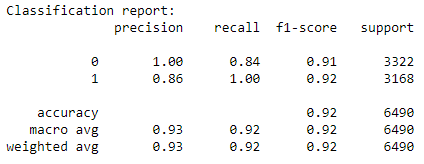 Classification report:
precision recall f1-score support
0 1.00 0.84 0.91 3322
1 0.86 1.00 0.92 3168
accuracy 0.92 6490
macro avg 0.93 0.92 0.92 6490
weighted avg 0.93 0.92 0.92 6490